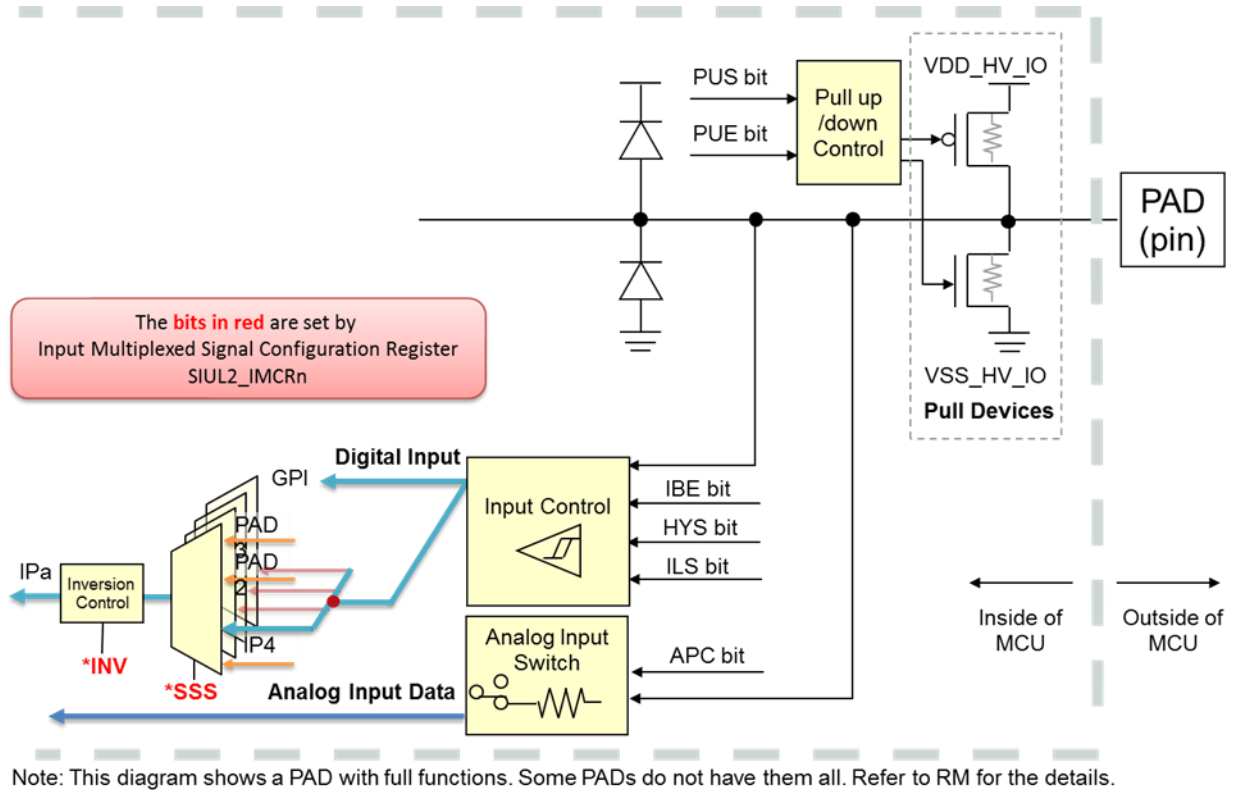 VDD_HV_IO
PUS bit
PUE bit
Pull up
/down
Control
PAD
(pin)
The bits in red are set by
Input Multiplexed Signal Configuration Register
SIUL2_IMCRn
VSS_HV_IO
Pull Devices
Digital Input
GPI
PAD
3
PAD
2
IP4
IPa
Inversion
Control
*INV
*SSS
Input Control
IBE bit
HYS bit
ILS bit
Analog Input
Switch
APC bit
Analog Input Data
Inside of
MCU
Outside of
MCU
Note: This diagram shows a PAD with full functions. Some PADs do not have them all. Refer to RM for the details.